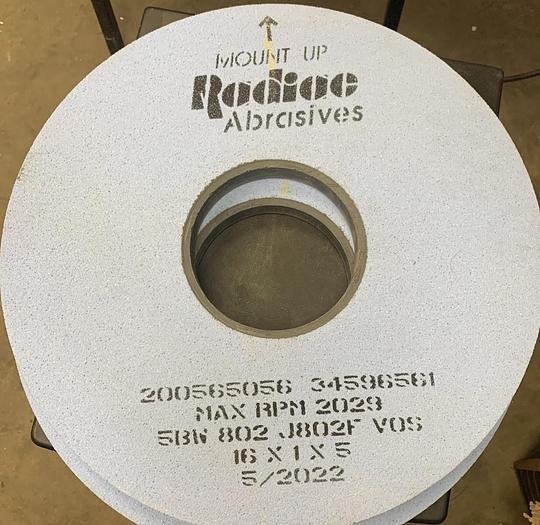 MOUNT UP
Radiac
Abrasives
200565056 34596561
MAX RPM 2029
5BW 802 J802F VOS
16 X 1 X 5
5/2022